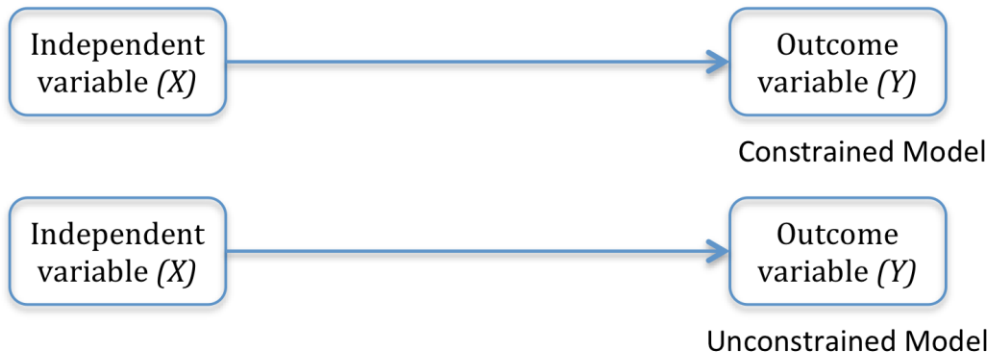 Independent
variable (X)
Outcome
variable (Y)
Constrained Model
Independent
variable (X)
Outcome
variable (Y)
Unconstrained Model